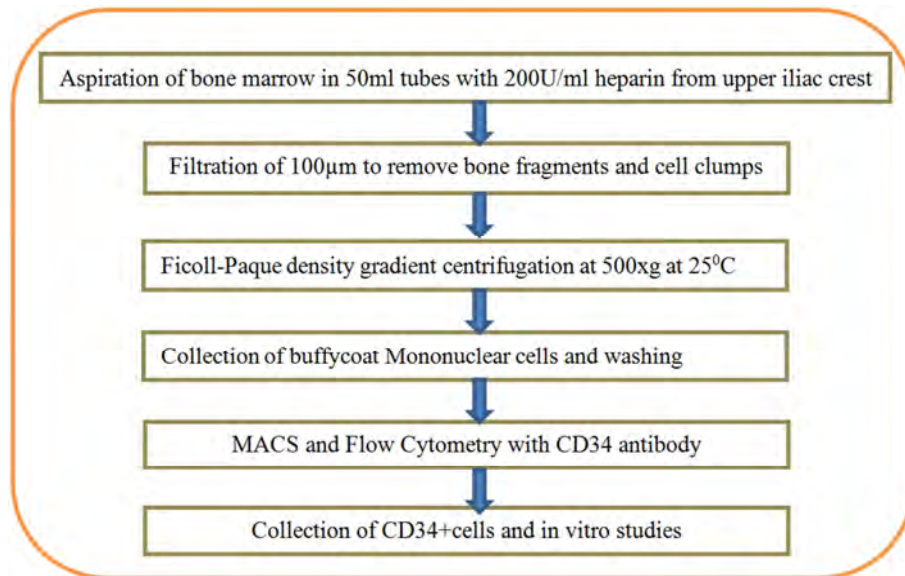 Aspiration of bone marrow in 50ml tubes with 200U/ml heparin from upper iliac crest
Filtration of 100µm to remove bone fragments and cell clumps
Ficoll-Paque density gradient centrifugation at 500xg at 25⁰C
Collection of buffycoat Mononuclear cells and washing
MACS and Flow Cytometry with CD34 antibody
Collection of CD34+cells and in vitro studies